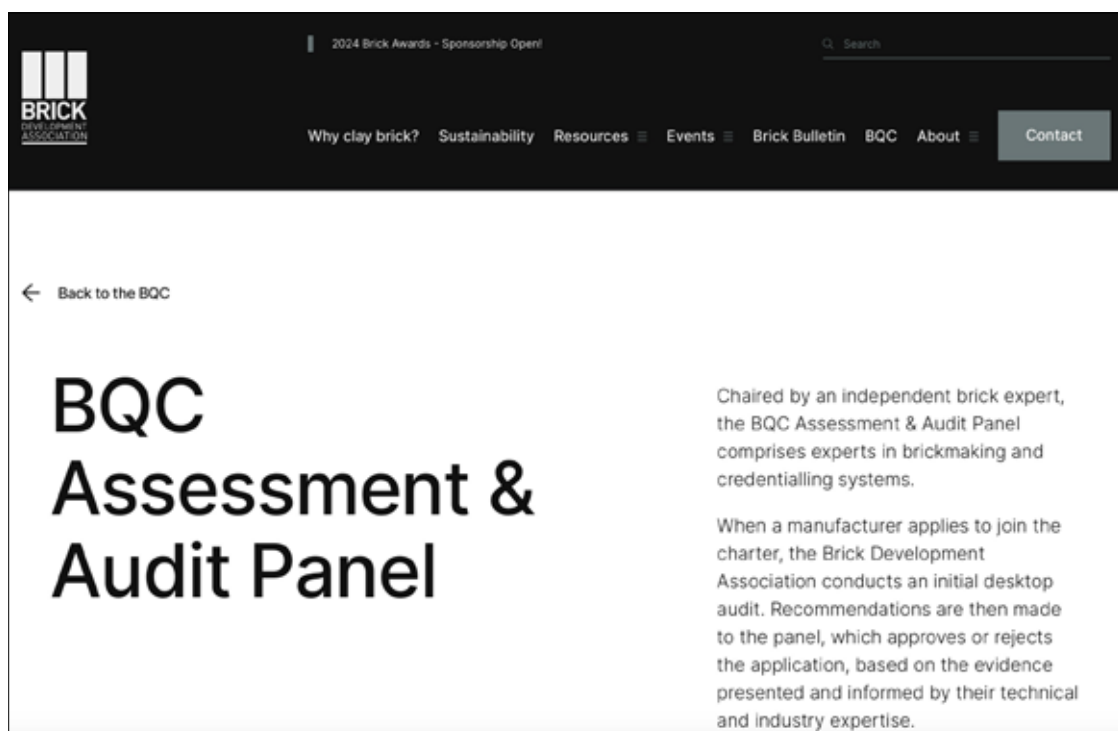 2024 Brick Awards - Sponsorship Open!
Search
BRICK
DEVELOPMENT
ASSOCIATION
Why clay brick? Sustainability Resources Events Brick Bulletin BQC About Contact
Back to the BQC
BQC
Assessment &
Audit Panel
Chaired by an independent brick expert,
the BQC Assessment & Audit Panel
comprises experts in brickmaking and
credentialling systems.
When a manufacturer applies to join the
charter, the Brick Development
Association conducts an initial desktop
audit. Recommendations are then made
to the panel, which approves or rejects
the application, based on the evidence
presented and informed by their technical
and industry expertise.